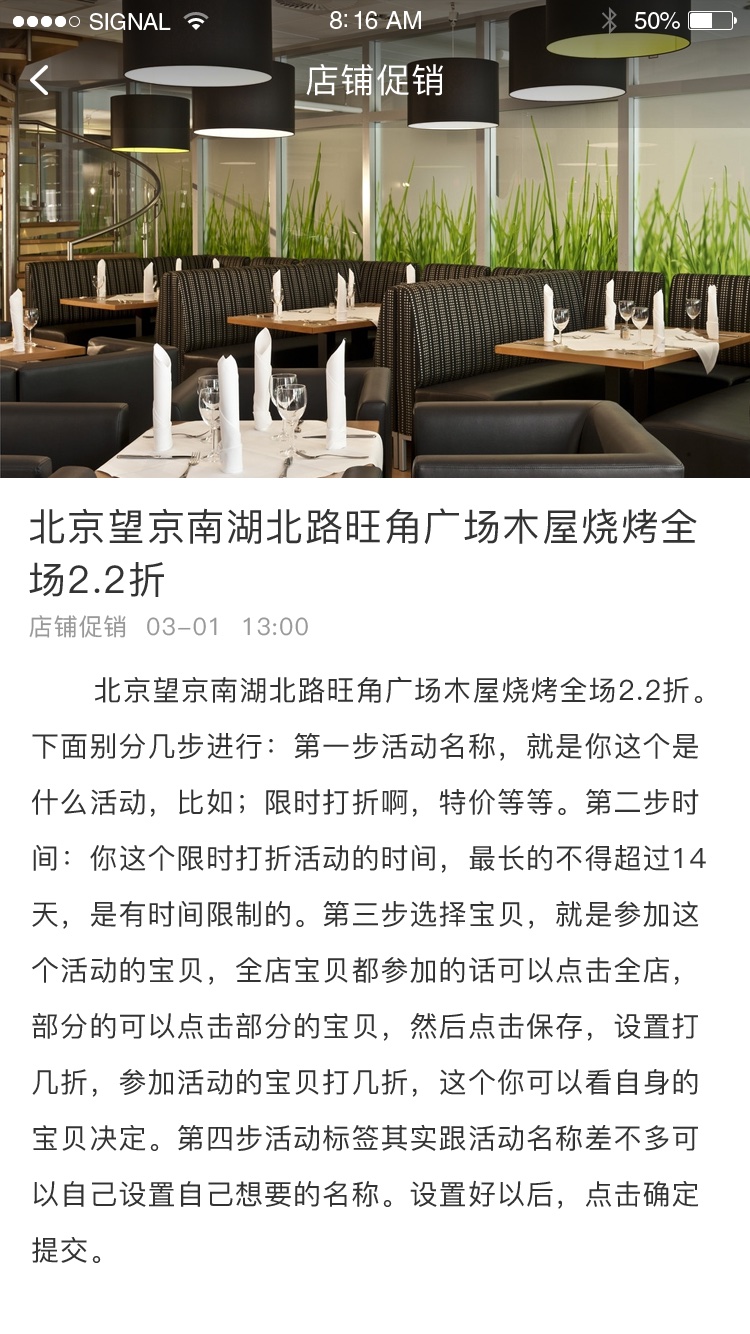 SIGNAL 8:16 AM 50%
店铺促销
北京望京南湖北路旺角广场木屋烧烤全
场2.2折
店铺促销 03-01 13:00
北京望京南湖北路旺角广场木屋烧烤全场2.2折。
下面别分几步进行：第一步活动名称，就是你这个是
什么活动，比如；限时打折啊，特价等等。第二步时
间：你这个限时打折活动的时间，最长的不得超过14
天，是有时间限制的。第三步选择宝贝，就是参加这
个活动的宝贝，全店宝贝都参加的话可以点击全店，
部分的可以点击部分的宝贝，然后点击保存，设置打
几折，参加活动的宝贝打几折，这个你可以看自身的
宝贝决定。第四步活动标签其实跟活动名称差不多可
以自己设置自己想要的名称。设置好以后，点击确定
提交。